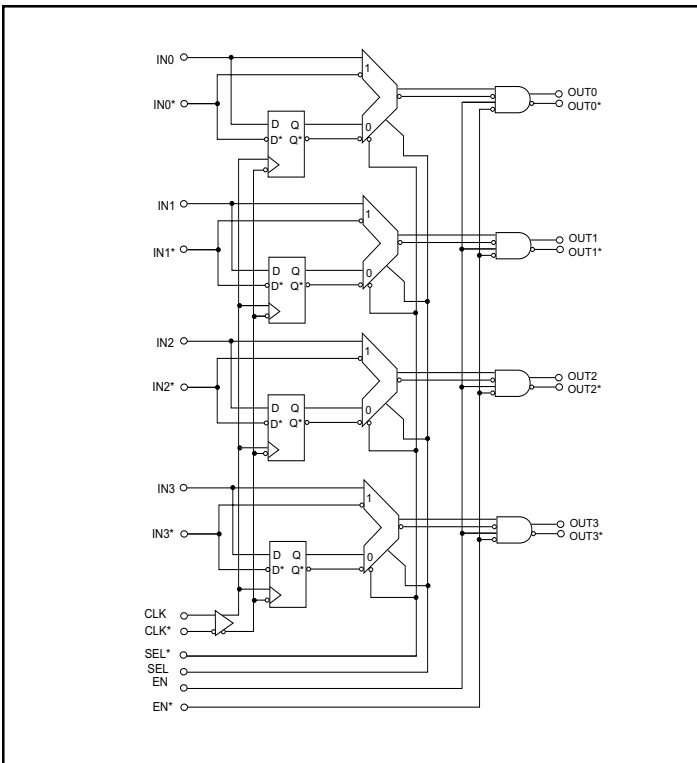 IN0
1
OUT0
IN0*
OUT0*
D Q
0
D* Q*
IN1
1
OUT1
IN1*
OUT1*
D Q
0
D* Q*
IN2
1
OUT2
IN2*
OUT2*
D Q
0
D* Q*
IN3
1
OUT3
IN3*
OUT3*
D Q
0
D* Q*
CLK
CLK*
SEL*
SEL
EN
EN*